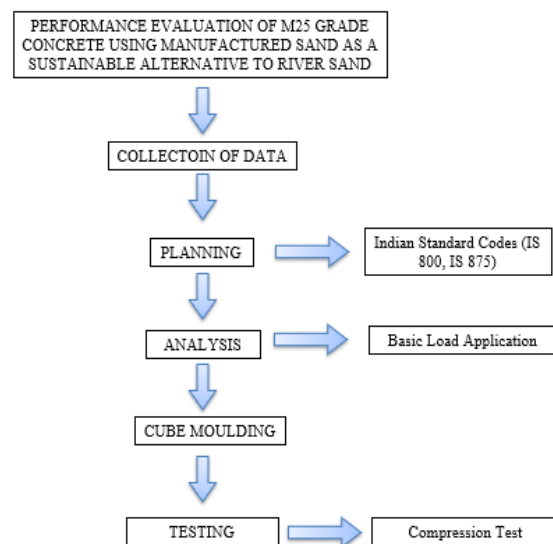 PERFORMANCE EVALUATION OF M25 GRADE
CONCRETE USING MANUFACTURED SAND AS A
SUSTAINABLE ALTERNATIVE TO RIVER SAND
COLLECTOIN OF DATA
PLANNING
Indian Standard Codes (IS
800, IS 875)
ANALYSIS
Basic Load Application
CUBE MOULDING
TESTING
Compression Test